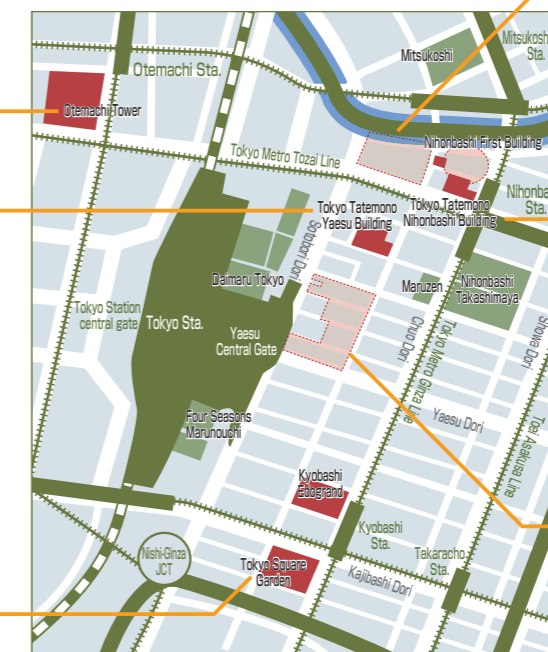 Mitsukoshi
Mitsukoshi
Sta.
Otemachi Sta.
Otemachi Tower
Nihonbashi First Building
Tokyo Metro Tozai Line
Tokyo Tatemono
Yaesu Building
Tokyo Tatemono
Nihonbashi Building
Sta.
Sotobori Dori
Daimaru Tokyo
Maruzen
Nihonbashi
Takashimaya
Tokyo Station
central gate
Tokyo Sta.
Yaesu
Central Gate
Chuo Dori
Tokyo Metro Ginza Line
Showa Dori
Yaesu Dori
Toei Asakusa Line
Four Seasons
Marunouchi
Kyobashi
Edogrand
Kyobashi
Sta.
Nishi-Ginza
JCT
Tokyo Square
Garden
Takaracho
Sta.
Kajibashi Dori